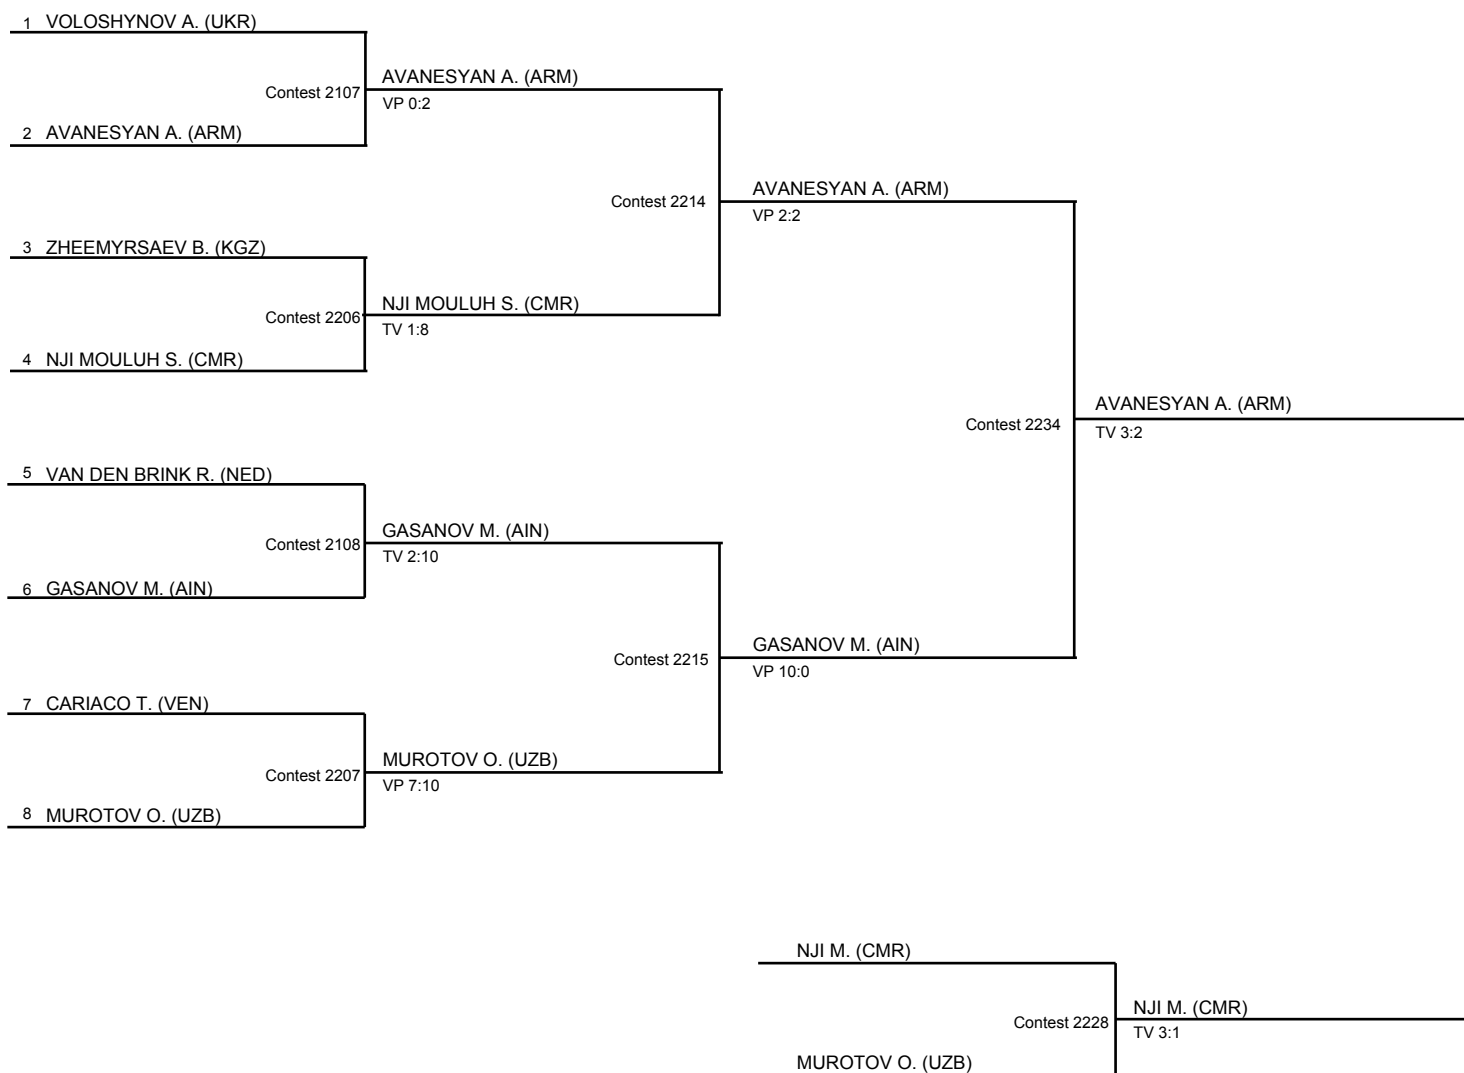 1 VOLOSHYNOV A. (UKR)
Contest 2107
AVANESYAN A. (ARM)
VP 0:2
2 AVANESYAN A. (ARM)
Contest 2214
AVANESYAN A. (ARM)
VP 2:2
3 ZHEEMYRSAEV B. (KGZ)
Contest 2206
NJI MOULUH S. (CMR)
TV 1:8
4 NJI MOULUH S. (CMR)
Contest 2234
AVANESYAN A. (ARM)
TV 3:2
5 VAN DEN BRINK R. (NED)
Contest 2108
GASANOV M. (AIN)
TV 2:10
6 GASANOV M. (AIN)
Contest 2215
GASANOV M. (AIN)
VP 10:0
7 CARIACO T. (VEN)
Contest 2207
MUROTOV O. (UZB)
VP 7:10
8 MUROTOV O. (UZB)
NJI M. (CMR)
Contest 2228
NJI M. (CMR)
TV 3:1
MUROTOV O. (UZB)